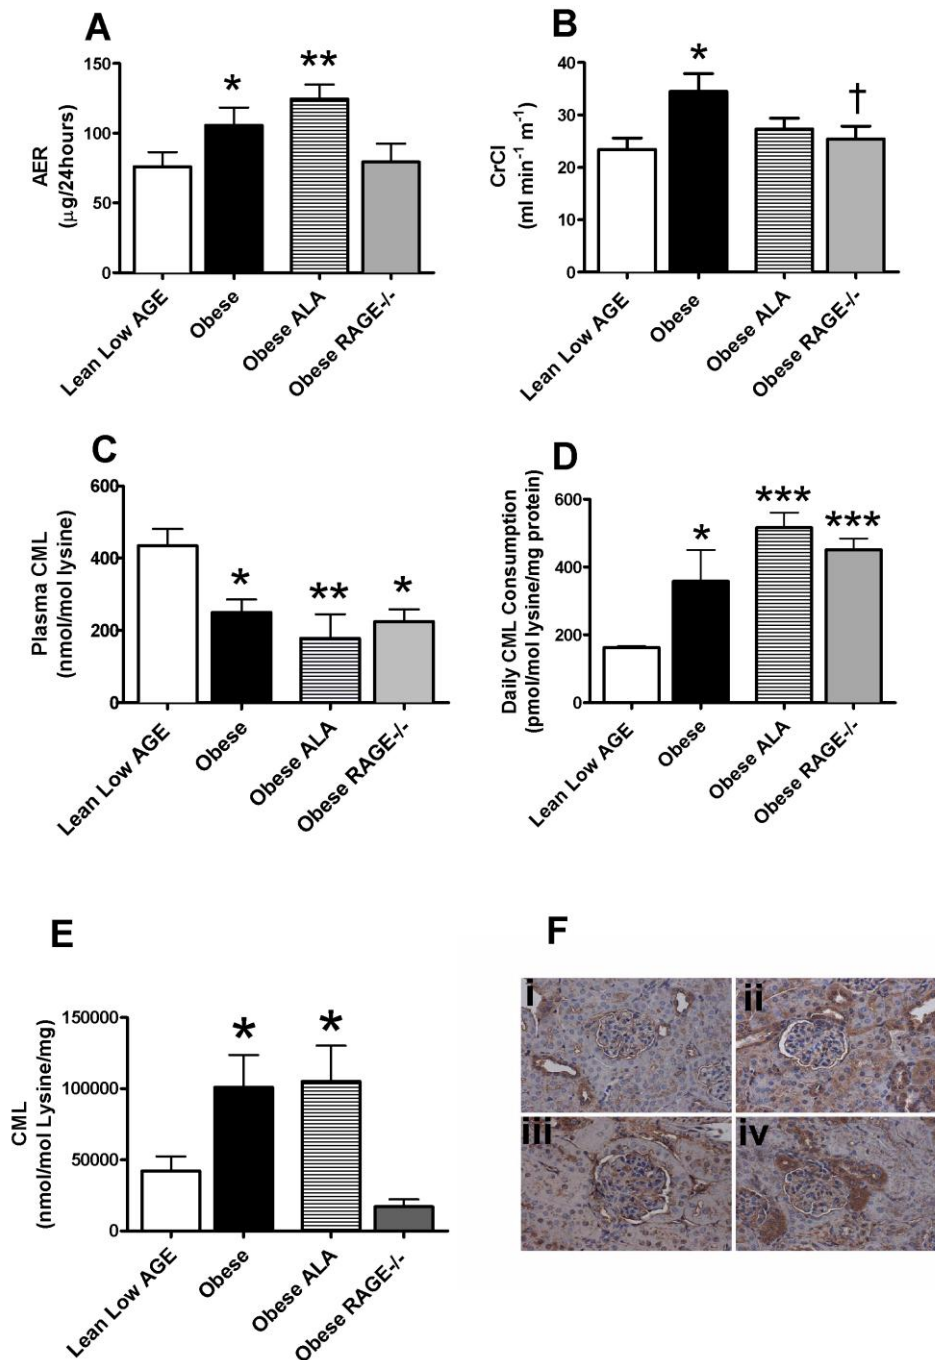 A
AER
(μg/24hours)
150
100
50
0
*
**
Lean Low AGE
Obese
Obese ALA
Obese RAGE-/-
B
CrCl
(ml min⁻¹ m⁻¹)
40
30
20
10
0
*
†
Lean Low AGE
Obese
Obese ALA
Obese RAGE-/-
C
Plasma CML
(nmol/mol lysine)
600
400
200
0
*
**
*
Lean Low AGE
Obese
Obese ALA
Obese RAGE-/-
D
Daily CML Consumption
(pmol/mol lysine/mg protein)
600
400
200
0
*
***
***
Lean Low AGE
Obese
Obese ALA
Obese RAGE-/-
E
CML
(nmol/mol Lysine/mg)
150000
100000
50000
0
*
*
Lean Low AGE
Obese
Obese ALA
Obese RAGE-/-
F
i
ii
iii
iv